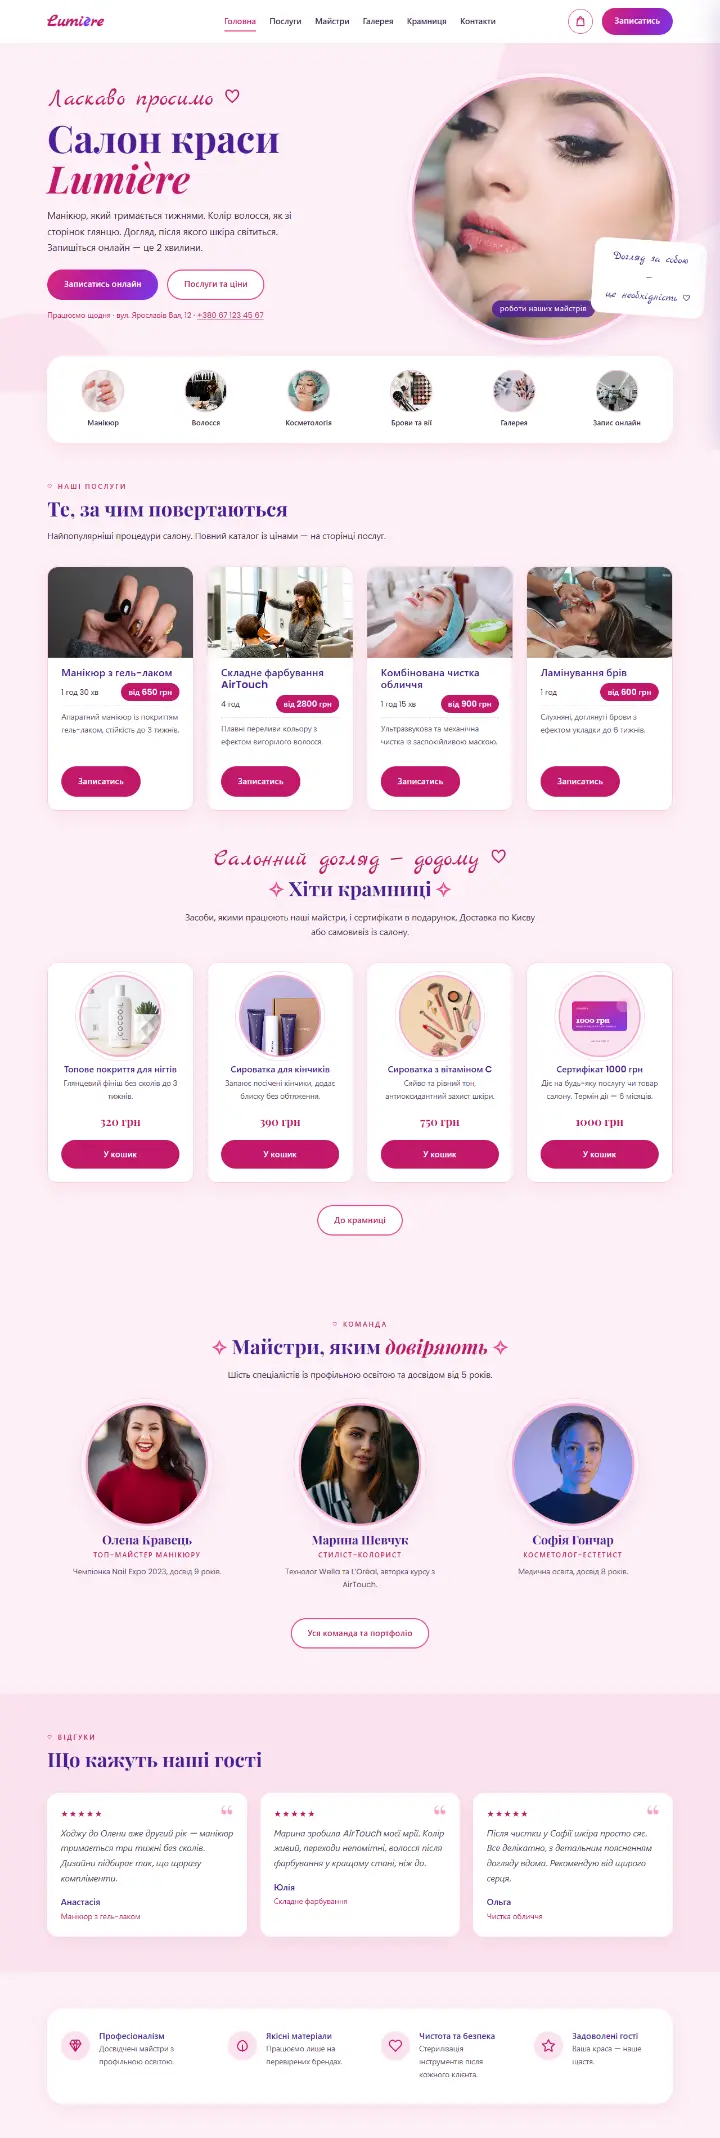 Lumière
Головна Послуги Майстри Галерея Крамниця Контакти
Записатись
Ласкаво просимо ♡
Салон краси
Lumière
Манікюр, який тримається тижнями. Колір волосся, як зі
сторінок глянцю. Догляд, після якого шкіра світиться.
Запишіться онлайн — це 2 хвилини.
Записатись онлайн
Послуги та ціни
Працюємо щодня · вул. Ярославів Вал, 12 · +380 67 123 45 67
Догляд за собою
—
це необхідність ♡
роботи наших майстрів
Манікюр
Волосся
Косметологія
Брови та вії
Галерея
Запис онлайн
♡ НАШІ ПОСЛУГИ
Те, за чим повертаються
Найпопулярніші процедури салону. Повний каталог із цінами — на сторінці послуг.
Манікюр з гель-лаком
1 год 30 хв
від 650 грн
Апаратний манікюр із покриттям
гель-лаком, стійкість до 3 тижнів.
Записатись
Складне фарбування
AirTouch
4 год
від 2800 грн
Плавні переливи кольору з
ефектом вигорілого волосся.
Записатись
Комбінована чистка
обличчя
1 год 15 хв
від 900 грн
Ультразвукова та механічна
чистка із заспокійливою маскою.
Записатись
Ламінування брів
1 год
від 600 грн
Слухняні, доглянуті брови з
ефектом укладки до 6 тижнів.
Записатись
Салонний догляд — додому ♡
✧ Хіти крамниці ✧
Засоби, якими працюють наші майстри, і сертифікати в подарунок. Доставка по Києву
або самовивіз із салону.
COCOOIL
Топове покриття для нігтів
Глянцевий фініш без сколів до 3
тижнів.
320 грн
У кошик
Сироватка для кінчиків
Запаює посічені кінчики, додає
блиску без обтяження.
390 грн
У кошик
Сироватка з вітаміном C
Сяйво та рівний тон,
антиоксидантний захист шкіри.
750 грн
У кошик
1000 грн
Сертифікат 1000 грн
Діє на будь-яку послугу чи товар
салону. Термін дії — 6 місяців.
1000 грн
У кошик
До крамниці
♡ КОМАНДА
✧ Майстри, яким довіряють ✧
Шість спеціалістів із профільною освітою та досвідом від 5 років.
Олена Кравець
ТОП-МАЙСТЕР МАНІКЮРУ
Чемпіонка Nail Expo 2023, досвід 9 років.
Марина Шевчук
СТИЛІСТ-КОЛОРИСТ
Технолог Wella та L'Oréal, авторка курсу з
AirTouch.
Софія Гончар
КОСМЕТОЛОГ-ЕСТЕТИСТ
Медична освіта, досвід 8 років.
Уся команда та портфоліо
♡ ВІДГУКИ
Що кажуть наші гості
★★★★★
Ходжу до Олени вже другий рік — манікюр
тримається три тижні без сколів.
Дизайни підбирає так, що щоразу
компліменти.
Анастасія
Манікюр з гель-лаком
★★★★★
Марина зробила AirTouch моєї мрії. Колір
живий, переходи непомітні, волосся після
фарбування у кращому стані, ніж до.
Юлія
Складне фарбування
★★★★★
Після чистки у Софії шкіра просто сяє.
Все делікатно, з детальним поясненням
догляду вдома. Рекомендую від щирого
серця.
Ольга
Чистка обличчя
Професіоналізм
Досвідчені майстри з
профільною освітою.
Якісні матеріали
Працюємо лише на
перевірених брендах.
Чистота та безпека
Стерилізація
інструментів після
кожного клієнта.
Задоволені гості
Ваша краса — наше
щастя.